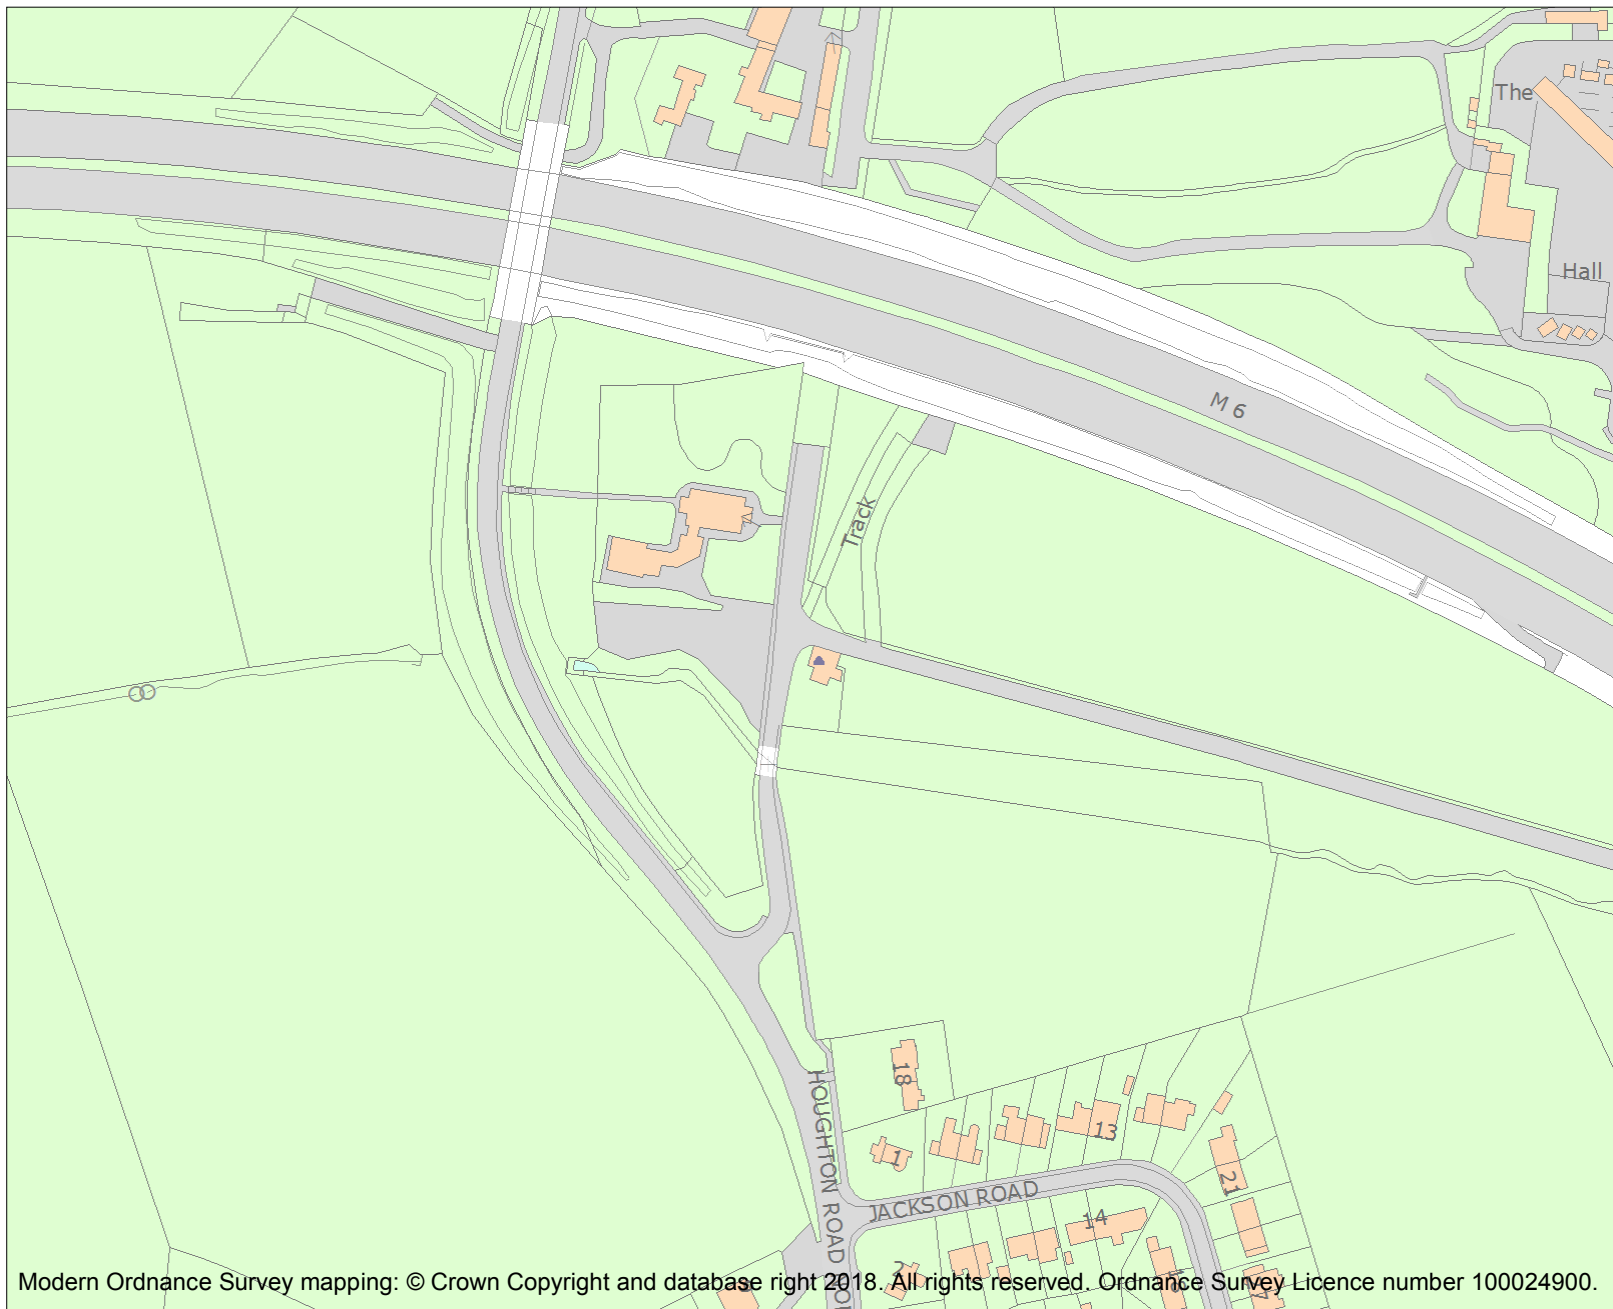 The
Hall
M 6
Track
18
13
1
21
HOUGHTON ROAD
JACKSON ROAD
14
2
Modern Ordnance Survey mapping: © Crown Copyright and database right 2018. All rights reserved. Ordnance Survey Licence number 100024900.